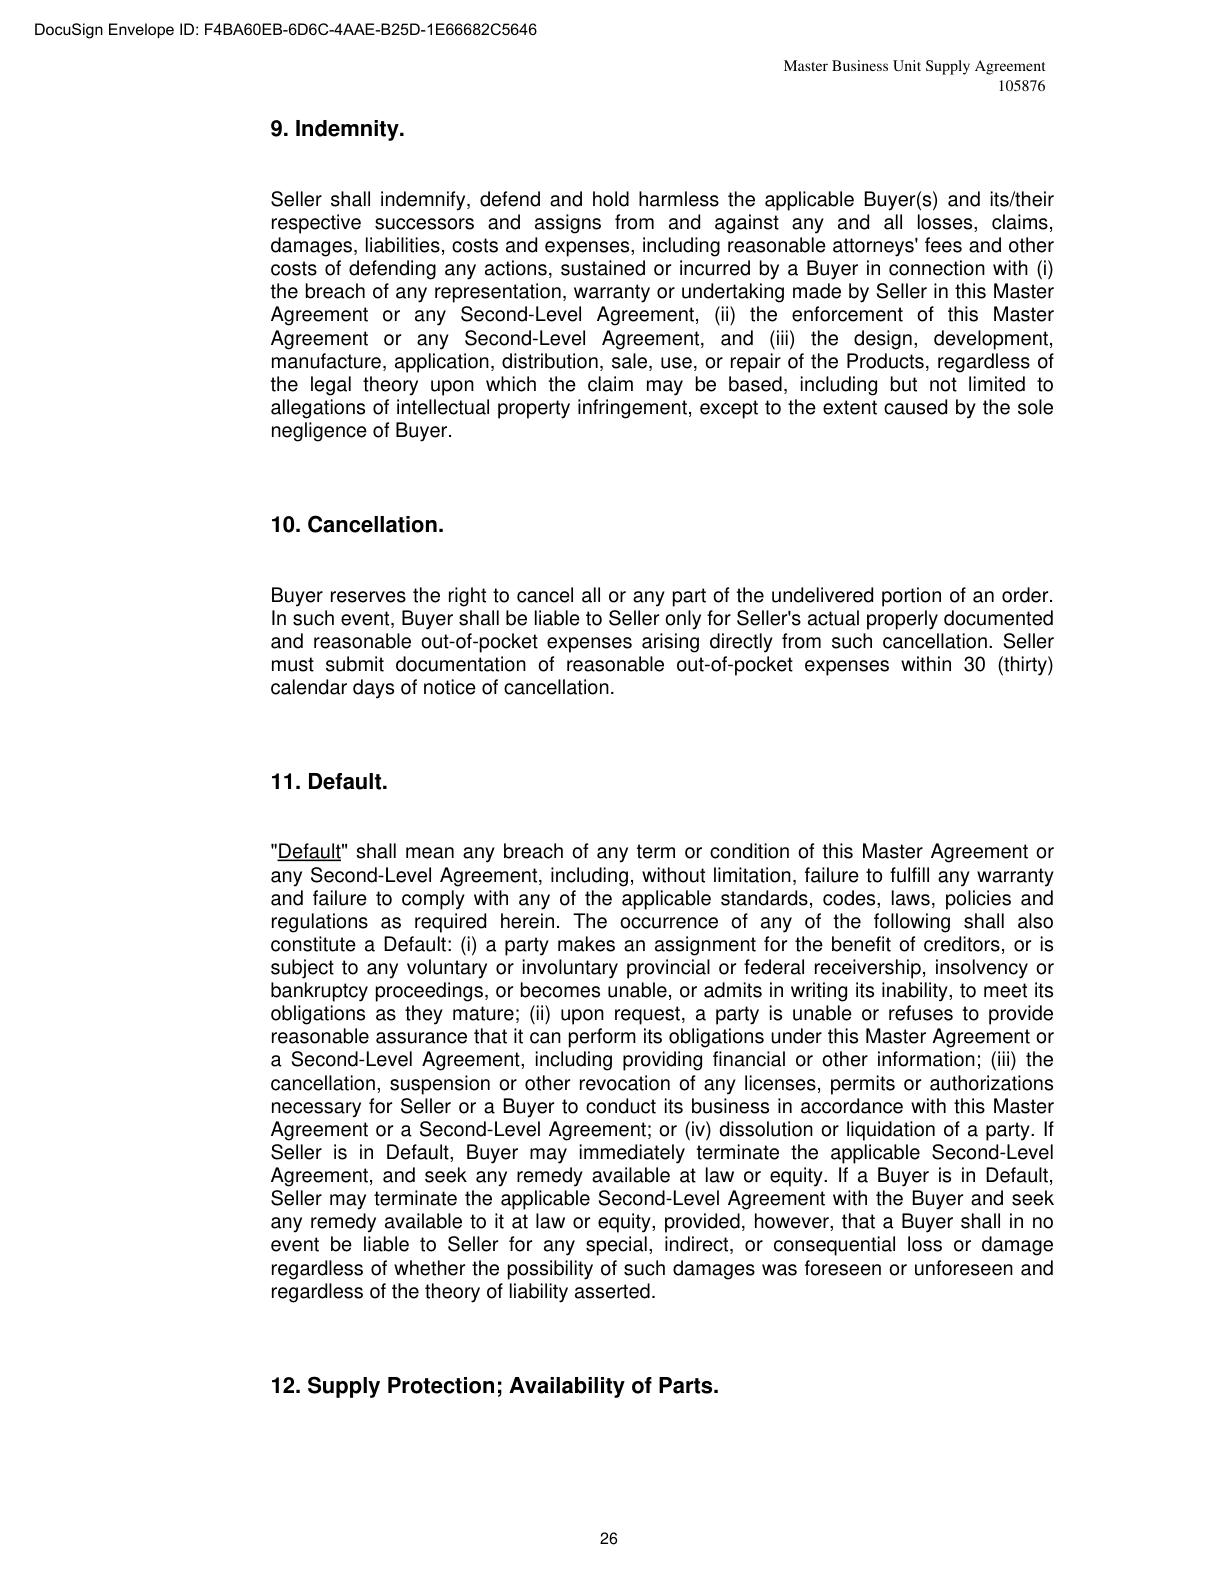 DocuSign Envelope ID: F4BA60EB-6D6C-4AAE-B25D-1E66682C5646
Master Business Unit Supply Agreement
105876
9. Indemnity.
Seller shall indemnify, defend and hold harmless the applicable Buyer(s) and its/their
respective successors and assigns from and against any and all losses, claims,
damages, liabilities, costs and expenses, including reasonable attorneys' fees and other
costs of defending any actions, sustained or incurred by a Buyer in connection with (i)
the breach of any representation, warranty or undertaking made by Seller in this Master
Agreement or any Second-Level Agreement, (ii) the enforcement of this Master
Agreement or any Second-Level Agreement, and (iii) the design, development,
manufacture, application, distribution, sale, use, or repair of the Products, regardless of
the legal theory upon which the claim may be based, including but not limited to
allegations of intellectual property infringement, except to the extent caused by the sole
negligence of Buyer.
10. Cancellation.
Buyer reserves the right to cancel all or any part of the undelivered portion of an order.
In such event, Buyer shall be liable to Seller only for Seller's actual properly documented
and reasonable out-of-pocket expenses arising directly from such cancellation. Seller
must submit documentation of reasonable out-of-pocket expenses within 30 (thirty)
calendar days of notice of cancellation.
11. Default.
"Default" shall mean any breach of any term or condition of this Master Agreement or
any Second-Level Agreement, including, without limitation, failure to fulfill any warranty
and failure to comply with any of the applicable standards, codes, laws, policies and
regulations as required herein. The occurrence of any of the following shall also
constitute a Default: (i) a party makes an assignment for the benefit of creditors, or is
subject to any voluntary or involuntary provincial or federal receivership, insolvency or
bankruptcy proceedings, or becomes unable, or admits in writing its inability, to meet its
obligations as they mature; (ii) upon request, a party is unable or refuses to provide
reasonable assurance that it can perform its obligations under this Master Agreement or
a Second-Level Agreement, including providing financial or other information; (iii) the
cancellation, suspension or other revocation of any licenses, permits or authorizations
necessary for Seller or a Buyer to conduct its business in accordance with this Master
Agreement or a Second-Level Agreement; or (iv) dissolution or liquidation of a party. If
Seller is in Default, Buyer may immediately terminate the applicable Second-Level
Agreement, and seek any remedy available at law or equity. If a Buyer is in Default,
Seller may terminate the applicable Second-Level Agreement with the Buyer and seek
any remedy available to it at law or equity, provided, however, that a Buyer shall in no
event be liable to Seller for any special, indirect, or consequential loss or damage
regardless of whether the possibility of such damages was foreseen or unforeseen and
regardless of the theory of liability asserted.
12. Supply Protection; Availability of Parts.
26